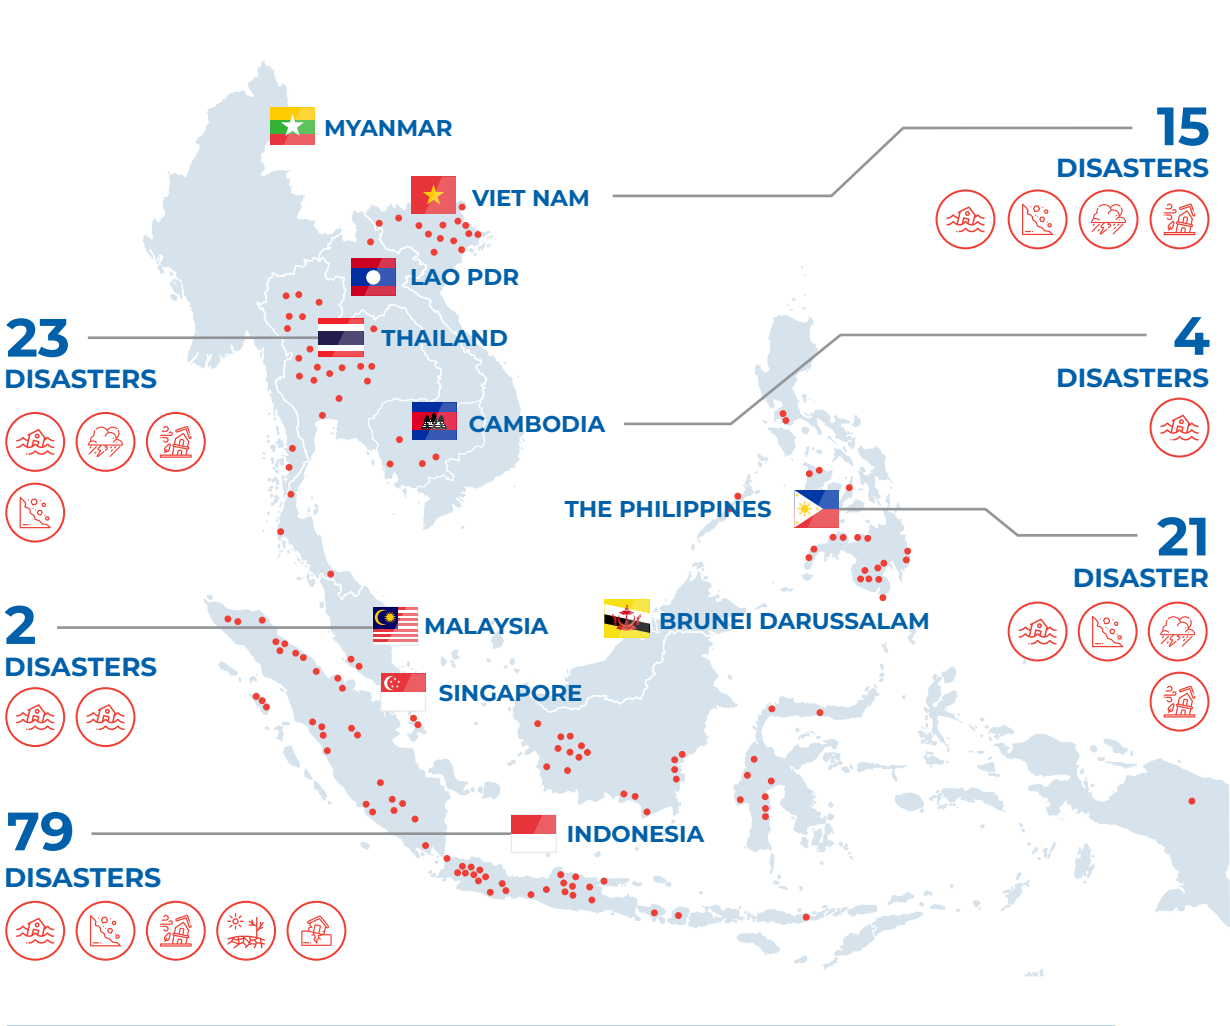 MYANMAR
15
DISASTERS
VIET NAM
LAO PDR
23
DISASTERS
THAILAND
4
DISASTERS
CAMBODIA
THE PHILIPPINES
21
DISASTER
2
DISASTERS
MALAYSIA
BRUNEI DARUSSALAM
SINGAPORE
79
DISASTERS
INDONESIA